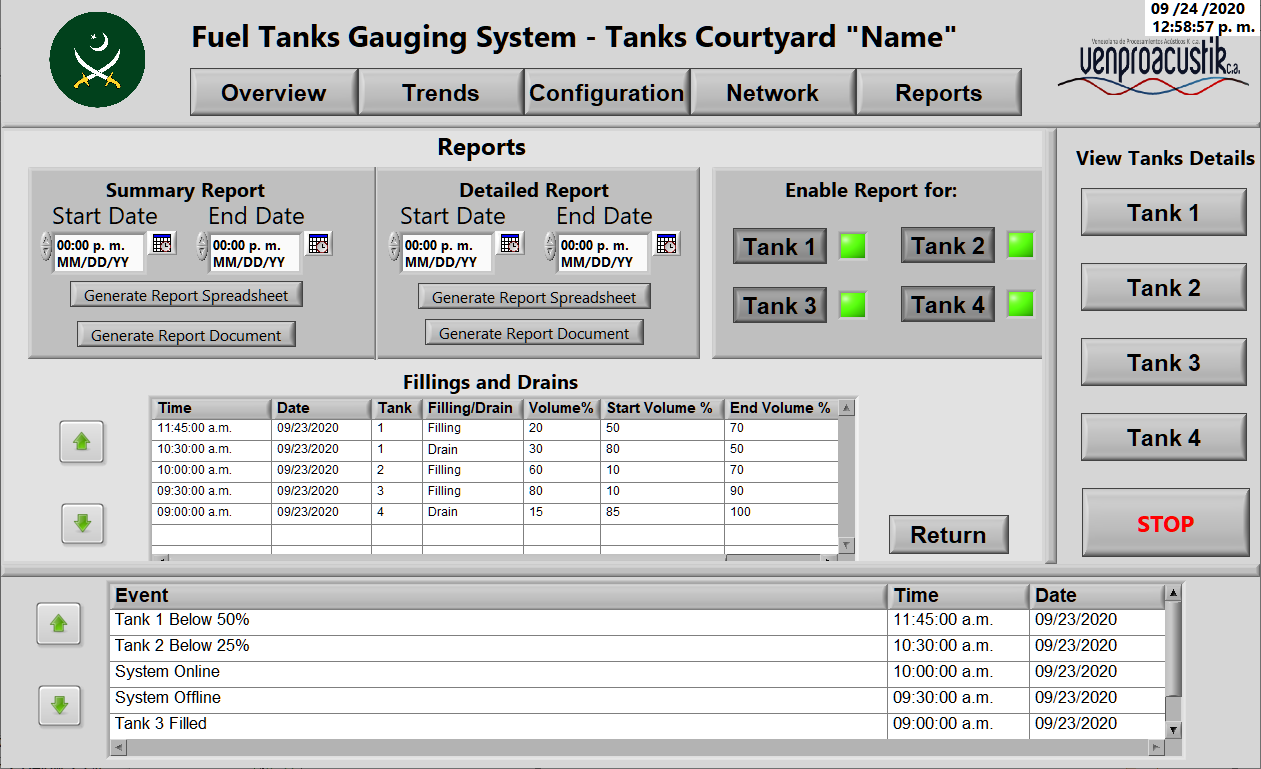 09 /24 /2020
12:58:57 p. m.
Fuel Tanks Gauging System - Tanks Courtyard "Name"
Venezolana de Procesamientos Acústicos K c.a.
venproacustik c.a.
Overview Trends Configuration Network Reports
Reports
View Tanks Details
Summary Report Detailed Report Enable Report for:
Start Date End Date Start Date End Date
00:00 p. m. 00:00 p. m. 00:00 p. m. 00:00 p. m.
MM/DD/YY MM/DD/YY MM/DD/YY MM/DD/YY
Generate Report Spreadsheet Generate Report Spreadsheet
Generate Report Document Generate Report Document
Tank 1 Tank 2
Tank 3 Tank 4
Tank 1
Tank 2
Tank 3
Tank 4
STOP
Fillings and Drains
Time Date Tank Filling/Drain Volume% Start Volume % End Volume %
11:45:00 a.m. 09/23/2020 1 Filling 20 50 70
10:30:00 a.m. 09/23/2020 1 Drain 30 80 50
10:00:00 a.m. 09/23/2020 2 Filling 60 10 70
09:30:00 a.m. 09/23/2020 3 Filling 80 10 90
09:00:00 a.m. 09/23/2020 4 Drain 15 85 100
Return
Event Time Date
Tank 1 Below 50% 11:45:00 a.m. 09/23/2020
Tank 2 Below 25% 10:30:00 a.m. 09/23/2020
System Online 10:00:00 a.m. 09/23/2020
System Offline 09:30:00 a.m. 09/23/2020
Tank 3 Filled 09:00:00 a.m. 09/23/2020